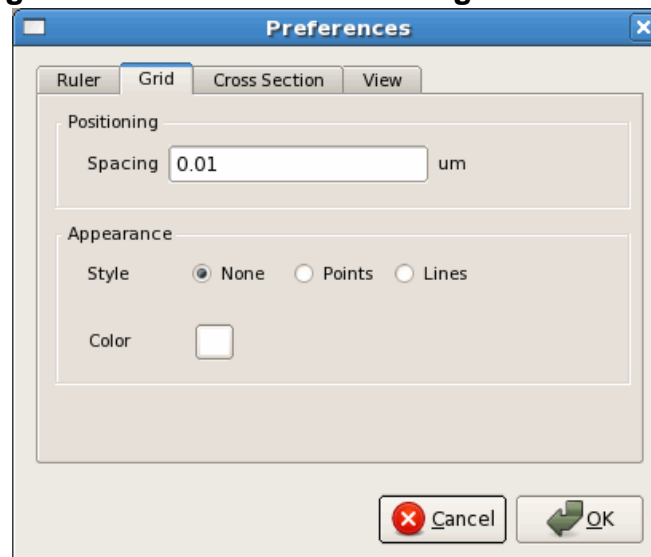 Preferences
Ruler Grid Cross Section View
Positioning
Spacing 0.01 um
Appearance
Style None Points Lines
Color
Cancel OK